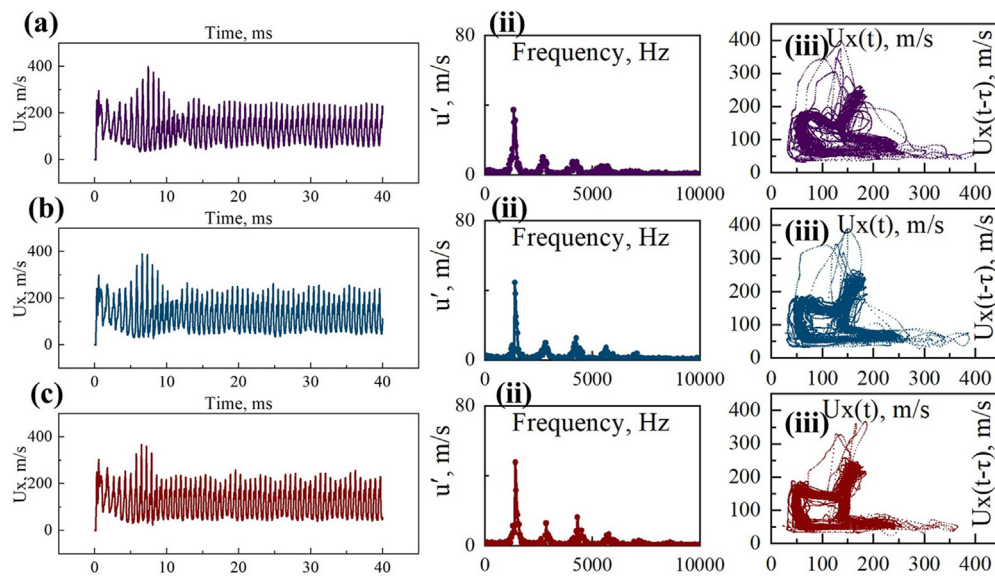 (a)
Time, ms
Ux, m/s
400
200
0
0 10 20 30 40
(ii)
80
Frequency, Hz
u′, m/s
0
0 5000 10000
(iii) Ux(t), m/s
400
350
300
250
200
150
100
50
0
0 100 200 300 400
Ux(t-τ), m/s
(b)
Time, ms
Ux, m/s
400
200
0
0 10 20 30 40
(ii)
80
Frequency, Hz
u′, m/s
0
0 5000 10000
(iii) Ux(t), m/s
400
350
300
250
200
150
100
50
0
0 100 200 300 400
Ux(t-τ), m/s
(c)
Time, ms
Ux, m/s
400
200
0
0 10 20 30 40
(ii)
80
Frequency, Hz
u′, m/s
0
0 5000 10000
(iii) Ux(t), m/s
400
350
300
250
200
150
100
50
0
0 100 200 300 400
Ux(t-τ), m/s